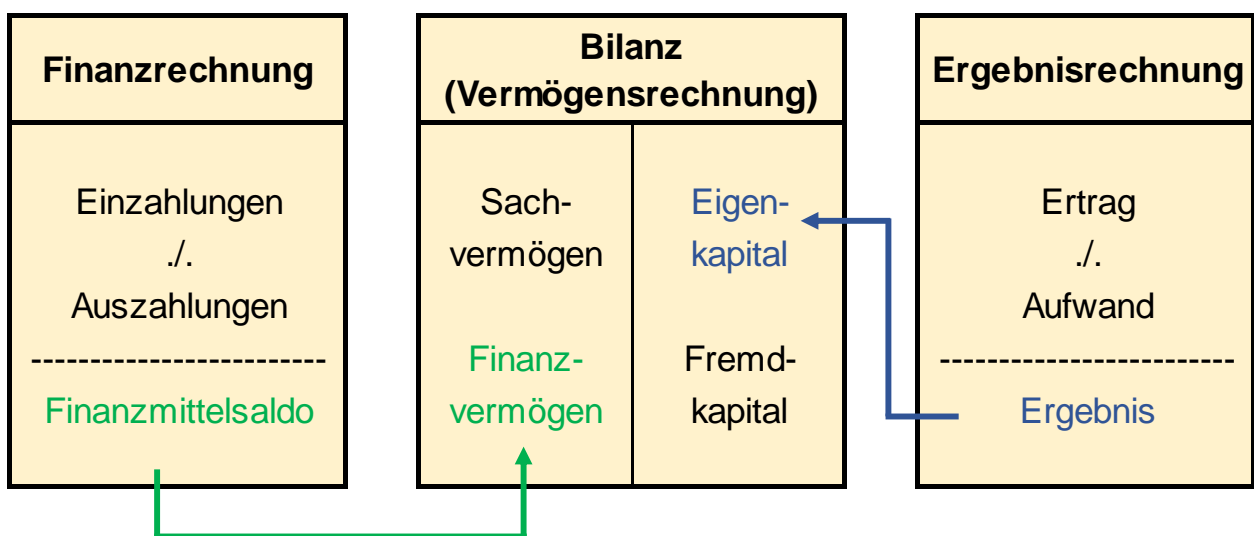 Finanzrechnung
Einzahlungen
./.
Auszahlungen
-------------------------
Finanzmittelsaldo
Bilanz
(Vermögensrechnung)
Sach-
vermögen
Finanz-
vermögen
Eigen-
kapital
Fremd-
kapital
Ergebnisrechnung
Ertrag
./.
Aufwand
-------------------------
Ergebnis